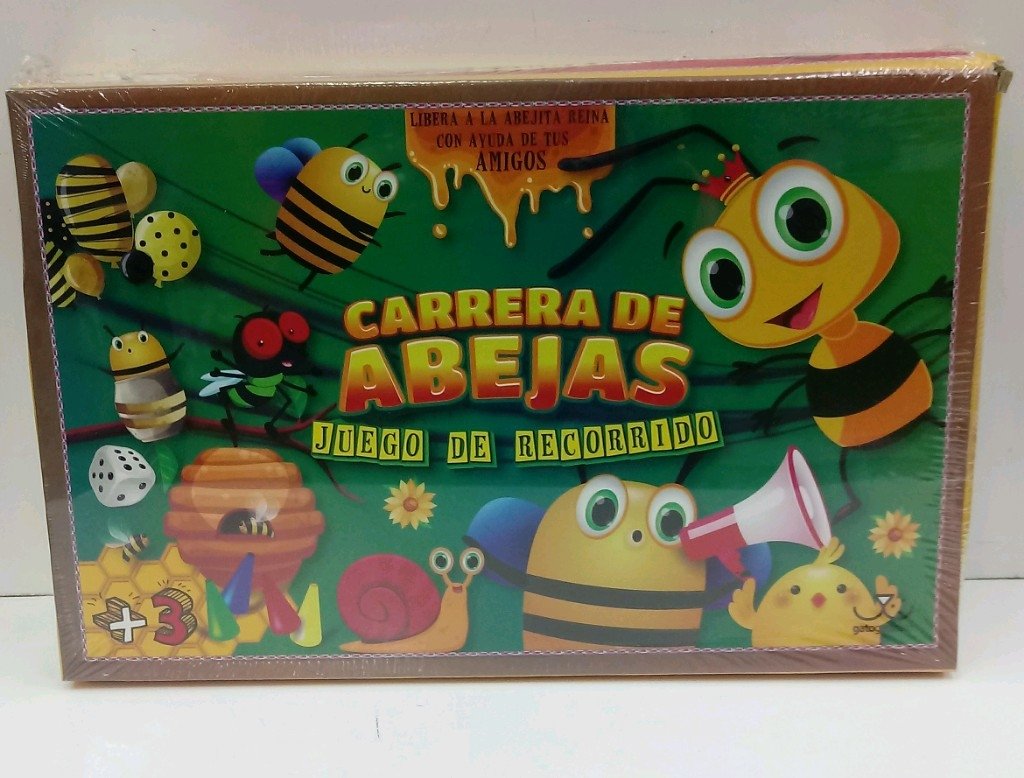 LIBERA A LA ABEJITA REINA
CON AYUDA DE TUS
AMIGOS
CARRERA DE
ABEJAS
JUEGO DE RECORRIDO
+3